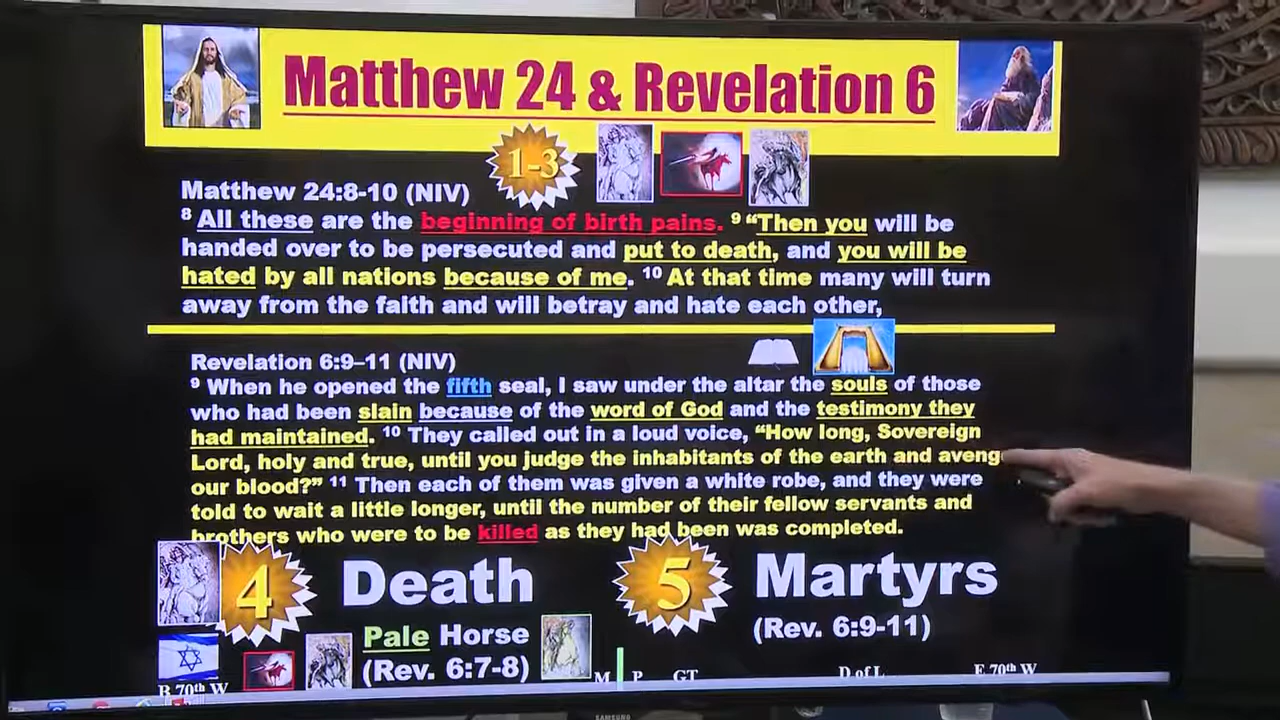 Matthew 24 & Revelation 6
1-3
Matthew 24:8-10 (NIV)
8 All these are the beginning of birth pains. 9 "Then you will be
handed over to be persecuted and put to death, and you will be
hated by all nations because of me. 10 At that time many will turn
away from the faith and will betray and hate each other,
Revelation 6:9–11 (NIV)
9 When he opened the fifth seal, I saw under the altar the souls of those
who had been slain because of the word of God and the testimony they
had maintained. 10 They called out in a loud voice, "How long, Sovereign
Lord, holy and true, until you judge the inhabitants of the earth and aveng
our blood?" 11 Then each of them was given a white robe, and they were
told to wait a little longer, until the number of their fellow servants and
brothers who were to be killed as they had been was completed.
4 Death 5 Martyrs
Pale Horse (Rev. 6:9-11)
(Rev. 6:7-8)
B 70th W M P GT D of L E 70th W
SAMSUNG